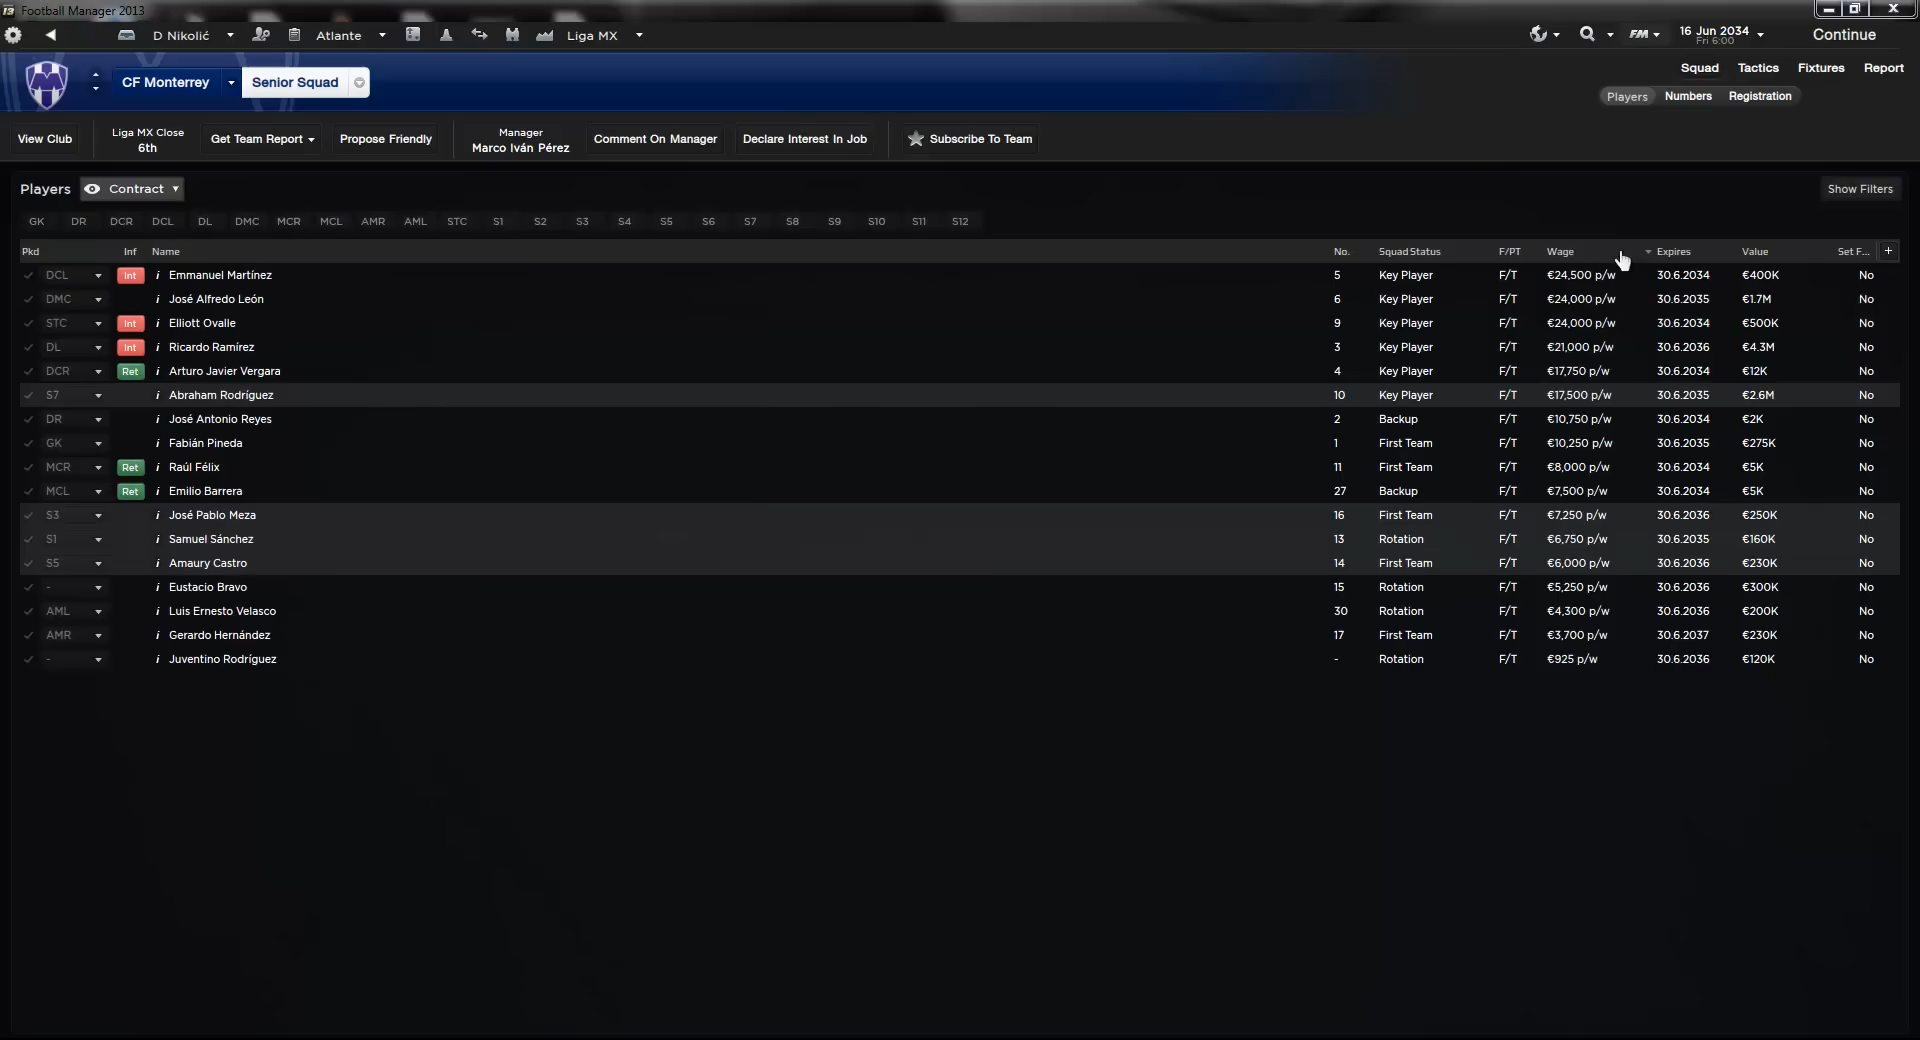 Football Manager 2013
D Nikolić Atlante Liga MX FM 16 Jun 2034 Continue
Fri 6:00
CF Monterrey Senior Squad
Squad Tactics Fixtures Report
Players Numbers Registration
View Club Liga MX Close 6th Get Team Report Propose Friendly Manager Marco Iván Pérez Comment On Manager Declare Interest In Job Subscribe To Team
Players Contract Show Filters
GK DR DCR DCL DL DMC MCR MCL AMR AML STC S1 S2 S3 S4 S5 S6 S7 S8 S9 S10 S11 S12
Pkd Inf Name No. Squad Status F/PT Wage Expires Value Set F... +
DCL Int i Emmanuel Martínez 5 Key Player F/T €24,500 p/w 30.6.2034 €400K No
DMC i José Alfredo León 6 Key Player F/T €24,000 p/w 30.6.2035 €1.7M No
STC Int i Elliott Ovalle 9 Key Player F/T €24,000 p/w 30.6.2034 €500K No
DL Int i Ricardo Ramírez 3 Key Player F/T €21,000 p/w 30.6.2036 €4.3M No
DCR Ret i Arturo Javier Vergara 4 Key Player F/T €17,750 p/w 30.6.2034 €12K No
S7 i Abraham Rodríguez 10 Key Player F/T €17,500 p/w 30.6.2035 €2.6M No
DR i José Antonio Reyes 2 Backup F/T €10,750 p/w 30.6.2034 €2K No
GK i Fabián Pineda 1 First Team F/T €10,250 p/w 30.6.2035 €275K No
MCR Ret i Raúl Félix 11 First Team F/T €8,000 p/w 30.6.2034 €5K No
MCL Ret i Emilio Barrera 27 Backup F/T €7,500 p/w 30.6.2034 €5K No
S3 i José Pablo Meza 16 First Team F/T €7,250 p/w 30.6.2036 €250K No
S1 i Samuel Sánchez 13 Rotation F/T €6,750 p/w 30.6.2035 €160K No
S5 i Amaury Castro 14 First Team F/T €6,000 p/w 30.6.2036 €230K No
- i Eustacio Bravo 15 Rotation F/T €5,250 p/w 30.6.2036 €300K No
AML i Luis Ernesto Velasco 30 Rotation F/T €4,300 p/w 30.6.2036 €200K No
AMR i Gerardo Hernández 17 First Team F/T €3,700 p/w 30.6.2037 €230K No
- i Juventino Rodríguez - Rotation F/T €925 p/w 30.6.2036 €120K No